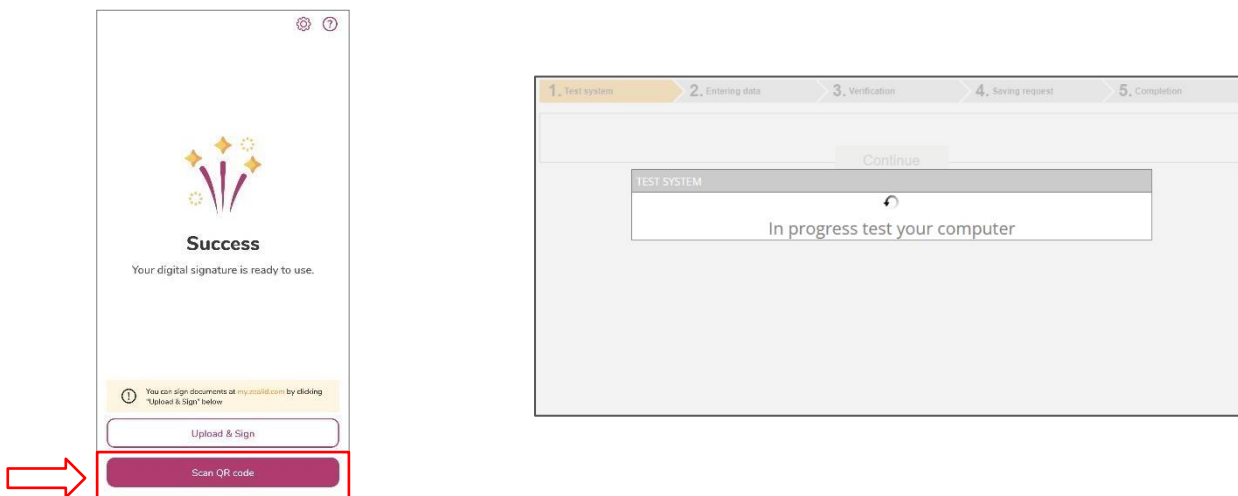 Success
Your digital signature is ready to use.
You can sign documents at my.zealid.com by clicking
"Upload & Sign" below
Upload & Sign
Scan QR code
1. Test system
2. Entering data
3. Verification
4. Saving request
5. Completion
Continue
TEST SYSTEM
In progress test your computer